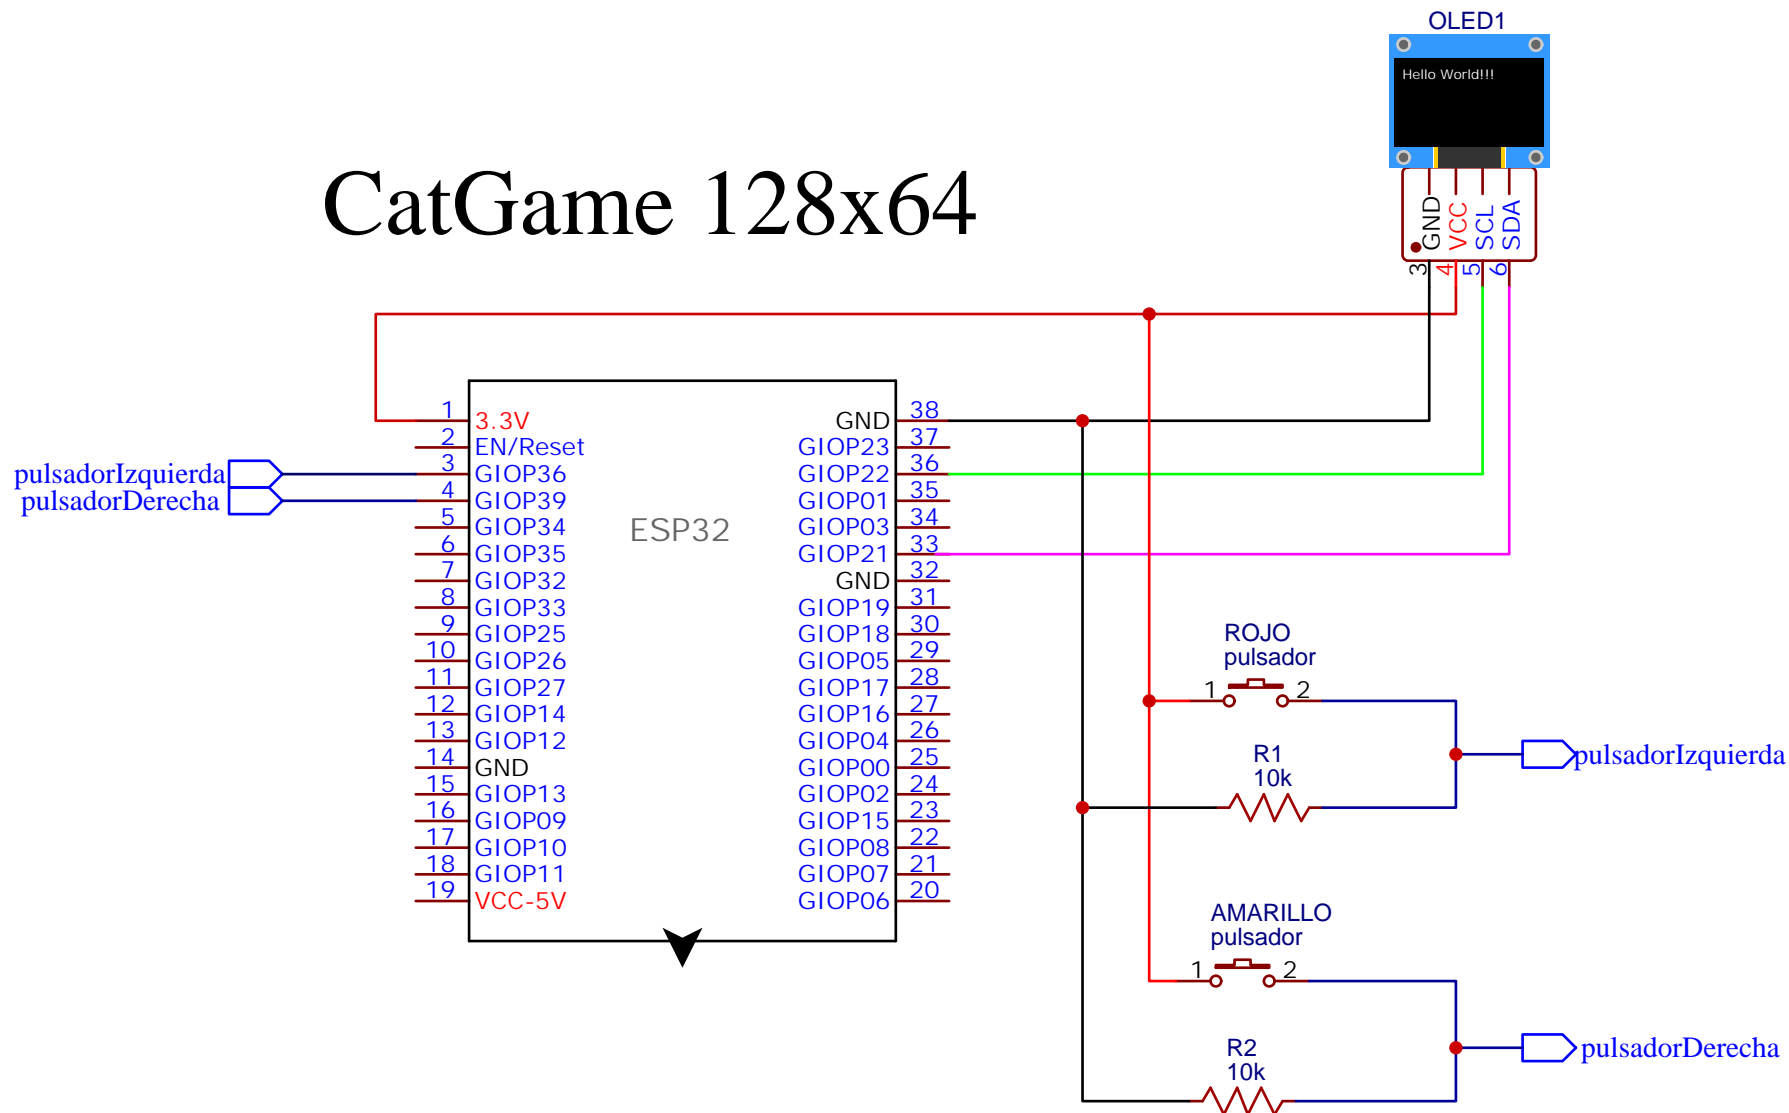 OLED1
Hello World!!!
CatGame 128x64
GND
VCC
SCL
SDA
3
4
5
6
1 3.3V
2 EN/Reset
pulsadorIzquierda 3 GIOP36
pulsadorDerecha 4 GIOP39
5 GIOP34
6 GIOP35
7 GIOP32
8 GIOP33
9 GIOP25
10 GIOP26
11 GIOP27
12 GIOP14
13 GIOP12
14 GND
15 GIOP13
16 GIOP09
17 GIOP10
18 GIOP11
19 VCC-5V
ESP32
GND 38
GIOP23 37
GIOP22 36
GIOP01 35
GIOP03 34
GIOP21 33
GND 32
GIOP19 31
GIOP18 30
GIOP05 29
GIOP17 28
GIOP16 27
GIOP04 26
GIOP00 25
GIOP02 24
GIOP15 23
GIOP08 22
GIOP07 21
GIOP06 20
ROJO
pulsador
1 2
R1
10k
pulsadorIzquierda
AMARILLO
pulsador
1 2
R2
10k
pulsadorDerecha